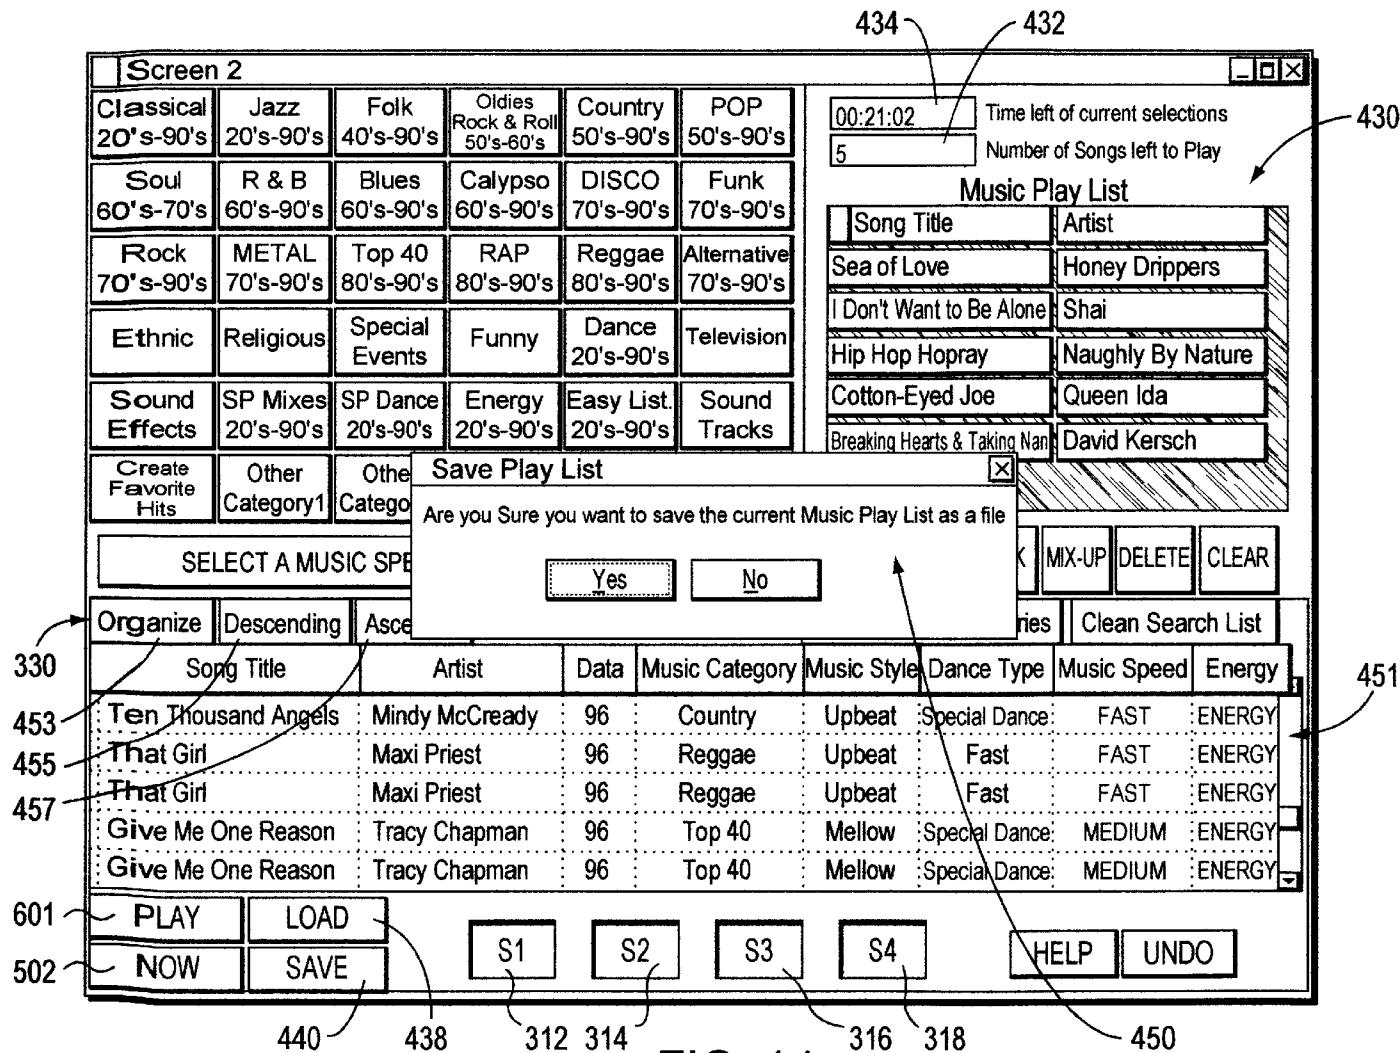 434
432
Screen 2
Classical 20's-90's
Jazz 20's-90's
Folk 40's-90's
Oldies Rock & Roll 50's-60's
Country 50's-90's
POP 50's-90's
00:21:02 Time left of current selections
430
5 Number of Songs left to Play
Soul 60's-70's
R & B 60's-90's
Blues 60's-90's
Calypso 60's-90's
DISCO 70's-90's
Funk 70's-90's
Music Play List
Song Title Artist
Rock 70's-90's
METAL 70's-90's
Top 40 80's-90's
RAP 80's-90's
Reggae 80's-90's
Alternative 70's-90's
Sea of Love Honey Drippers
I Don't Want to Be Alone Shai
Ethnic
Religious
Special Events
Funny
Dance 20's-90's
Television
Hip Hop Hopray Naughly By Nature
Cotton-Eyed Joe Queen Ida
Sound Effects
SP Mixes 20's-90's
SP Dance 20's-90's
Energy 20's-90's
Easy List. 20's-90's
Sound Tracks
Breaking Hearts & Taking Nan David Kersch
Create Favorite Hits
Other Category1
Othe Catego
Save Play List
Are you Sure you want to save the current Music Play List as a file
Yes No
SELECT A MUSIC SPE
X MIX-UP DELETE CLEAR
330
Organize Descending Asce ries Clean Search List
Song Title Artist Data Music Category Music Style Dance Type Music Speed Energy
451
453
Ten Thousand Angels Mindy McCready 96 Country Upbeat Special Dance FAST ENERGY
455
That Girl Maxi Priest 96 Reggae Upbeat Fast FAST ENERGY
457
That Girl Maxi Priest 96 Reggae Upbeat Fast FAST ENERGY
Give Me One Reason Tracy Chapman 96 Top 40 Mellow Special Dance MEDIUM ENERGY
Give Me One Reason Tracy Chapman 96 Top 40 Mellow Special Dance MEDIUM ENERGY
601 PLAY LOAD
S1 S2 S3 S4 HELP UNDO
502 NOW SAVE
440 438 312 314 316 318 450